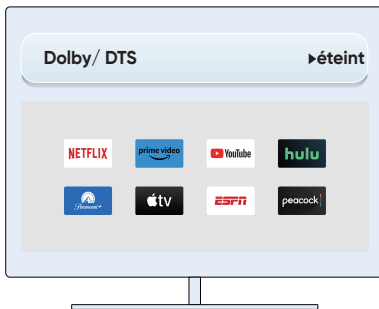 Dolby/ DTS ▸éteint
NETFLIX prime video YouTube hulu
Paramount+ tv ESPN peacock